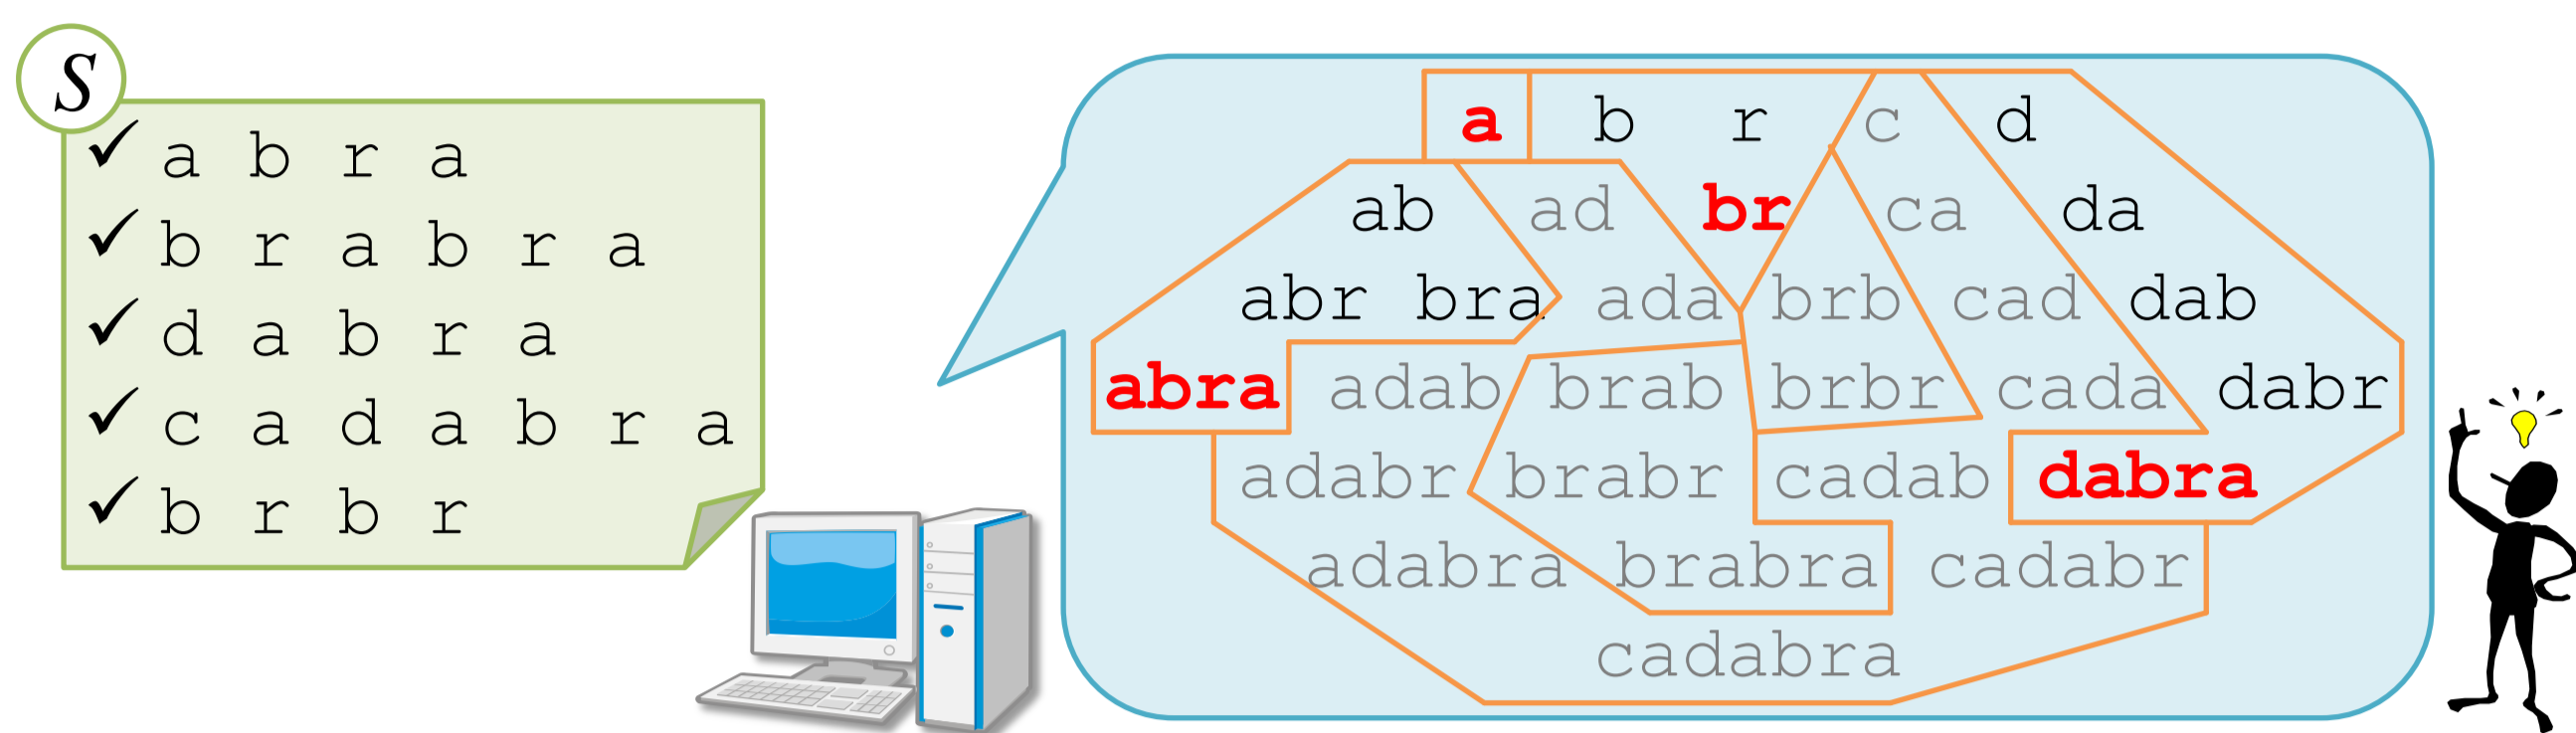 S
✓ a b r a
✓ b r a b r a
✓ d a b r a
✓ c a d a b r a
✓ b r b r
a b r c d
ab ad br ca da
abr bra ada brb cad dab
abra adab brab brbr cada dabr
adabr brabr cadab dabra
adabra brabra cadabr
cadabra